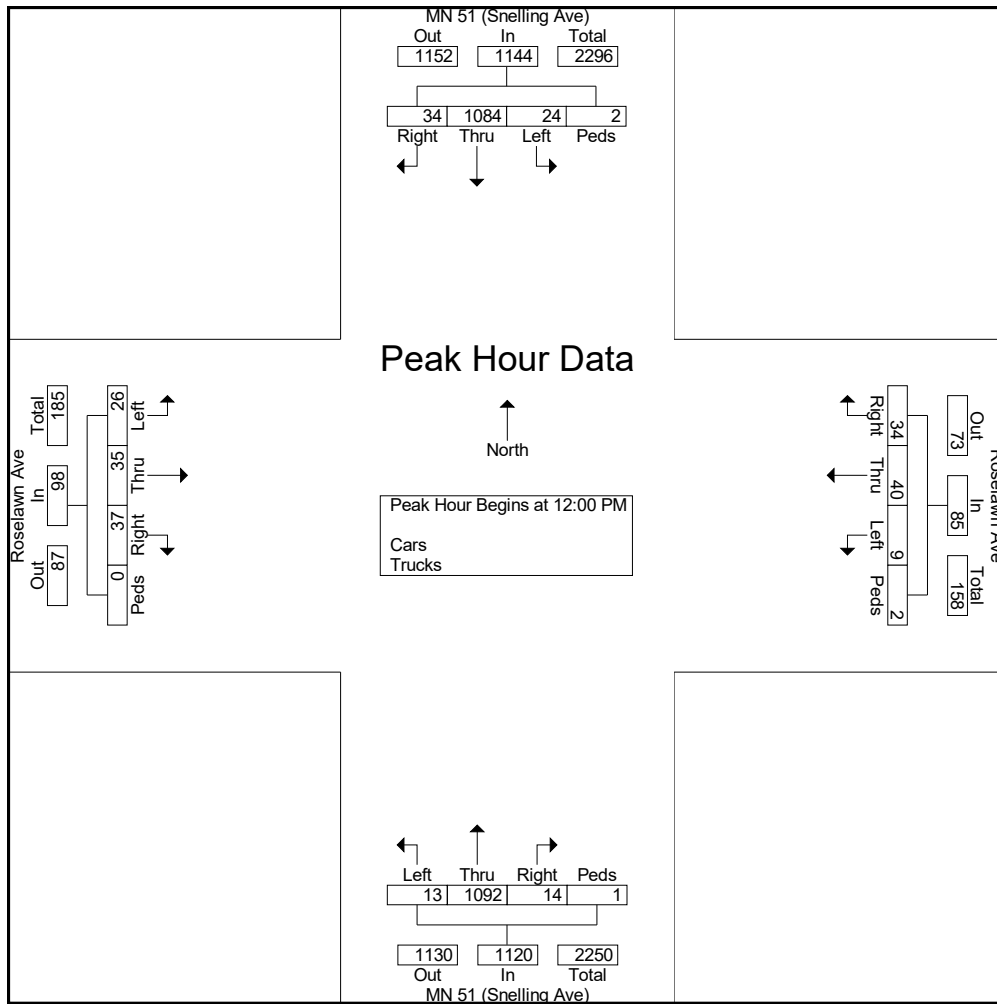 MN 51 (Snelling Ave)
Out In Total
1152 1144 2296
34 1084 24 2
Right Thru Left Peds
Peak Hour Data
North
Peak Hour Begins at 12:00 PM
Cars
Trucks
Roselawn Ave
Out In Total
87 98 185
0 37 35 26
Peds Right Thru Left
Roselawn Ave
Out In Total
73 85 158
34 40 9 2
Right Thru Left Peds
Left Thru Right Peds
13 1092 14 1
1130 1120 2250
Out In Total
MN 51 (Snelling Ave)